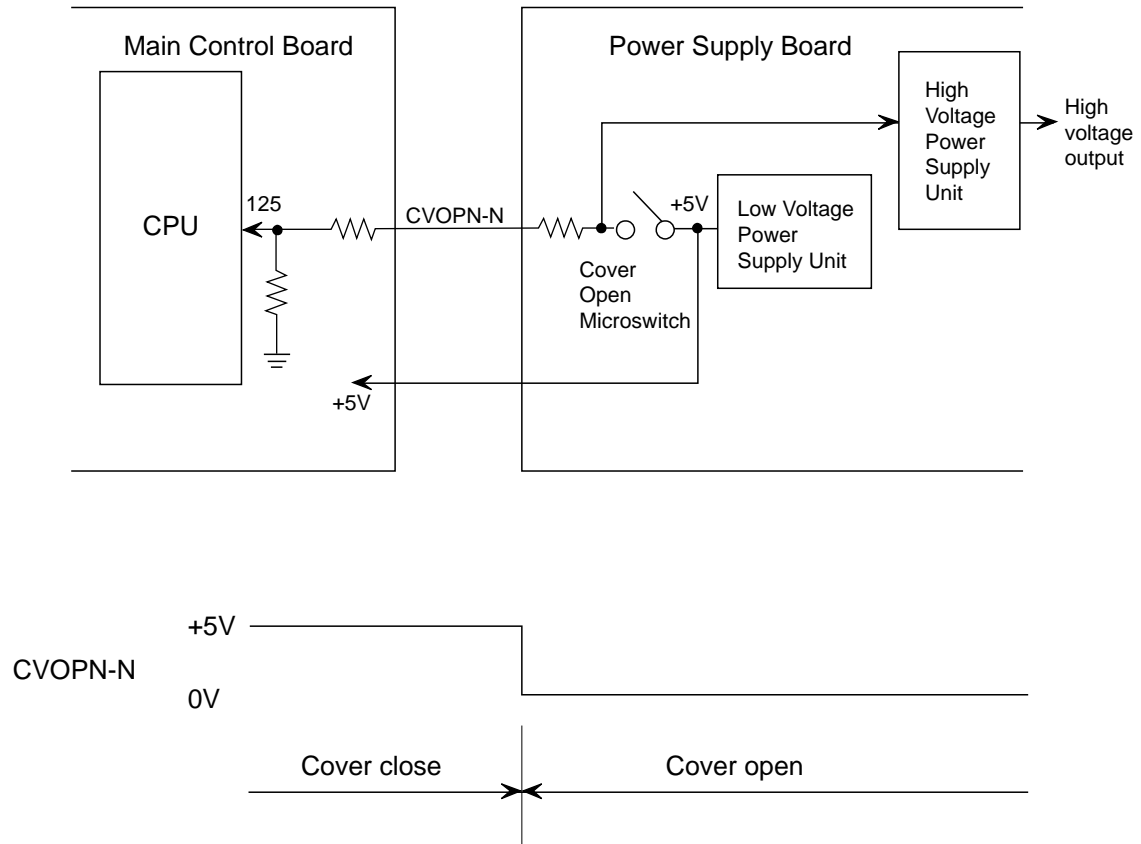 Main Control Board
Power Supply Board
CPU
125
CVOPN-N
Cover
Open
Microswitch
+5V
Low Voltage
Power
Supply Unit
High
Voltage
Power
Supply
Unit
High
voltage
output
+5V
CVOPN-N
+5V
0V
Cover close
Cover open